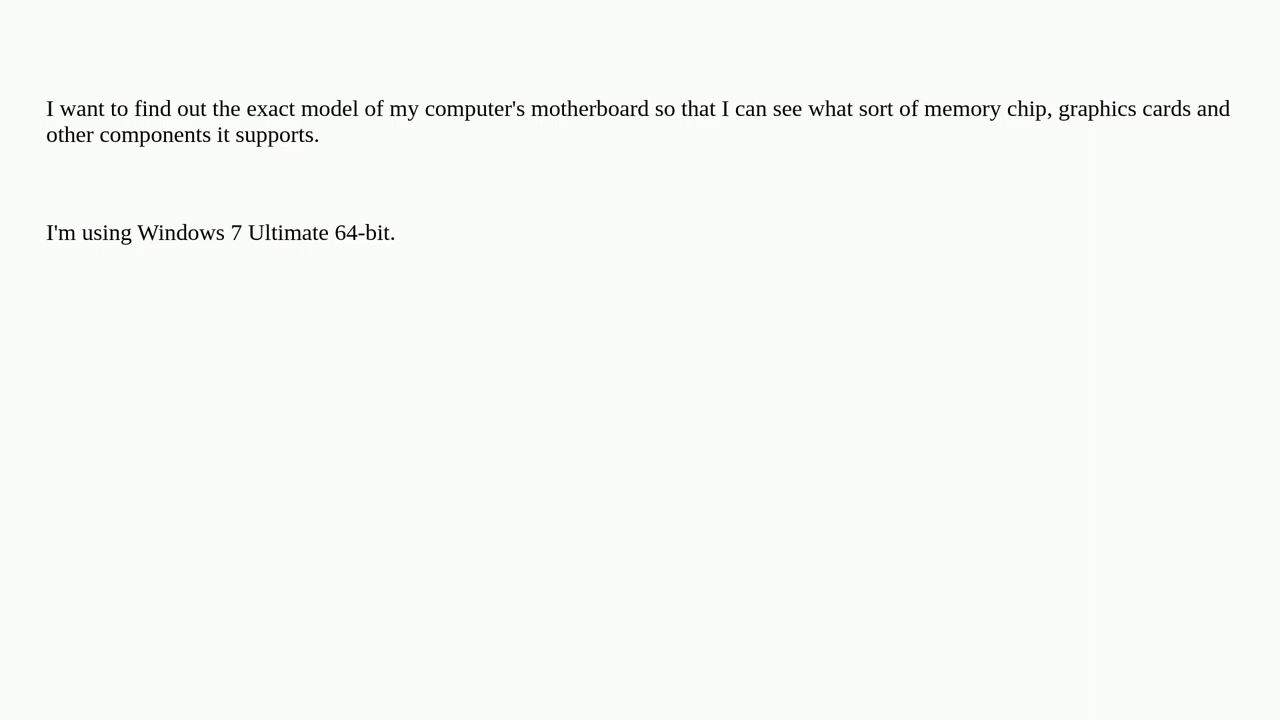 I want to find out the exact model of my computer's motherboard so that I can see what sort of memory chip, graphics cards and
other components it supports.
I'm using Windows 7 Ultimate 64-bit.